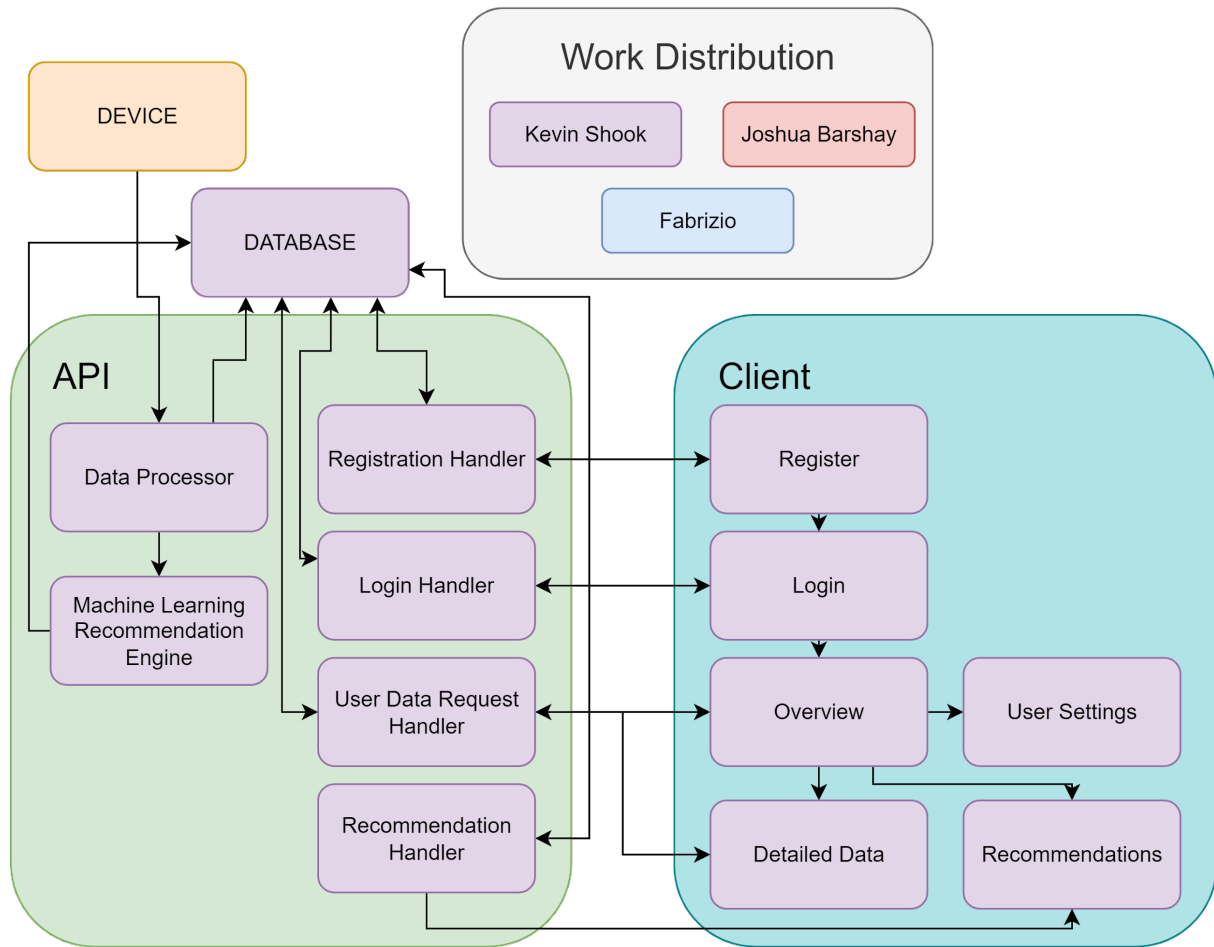 Work Distribution
Kevin Shook
Joshua Barshay
Fabrizio
DEVICE
DATABASE
API
Data Processor
Machine Learning
Recommendation
Engine
Registration Handler
Login Handler
User Data Request
Handler
Recommendation
Handler
Client
Register
Login
Overview
User Settings
Detailed Data
Recommendations